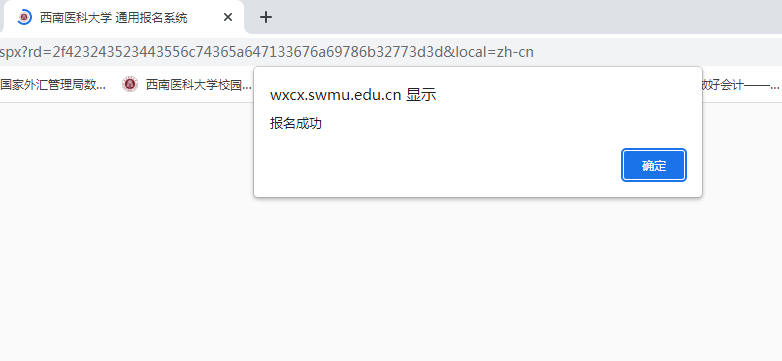 西南医科大学 通用报名系统
spx?rd=2f423243523443556c74365a647133676a69786b32773d3d&local=zh-cn
国家外汇管理局数... 西南医科大学校园... 做好会计——...
wxcx.swmu.edu.cn 显示
报名成功
确定